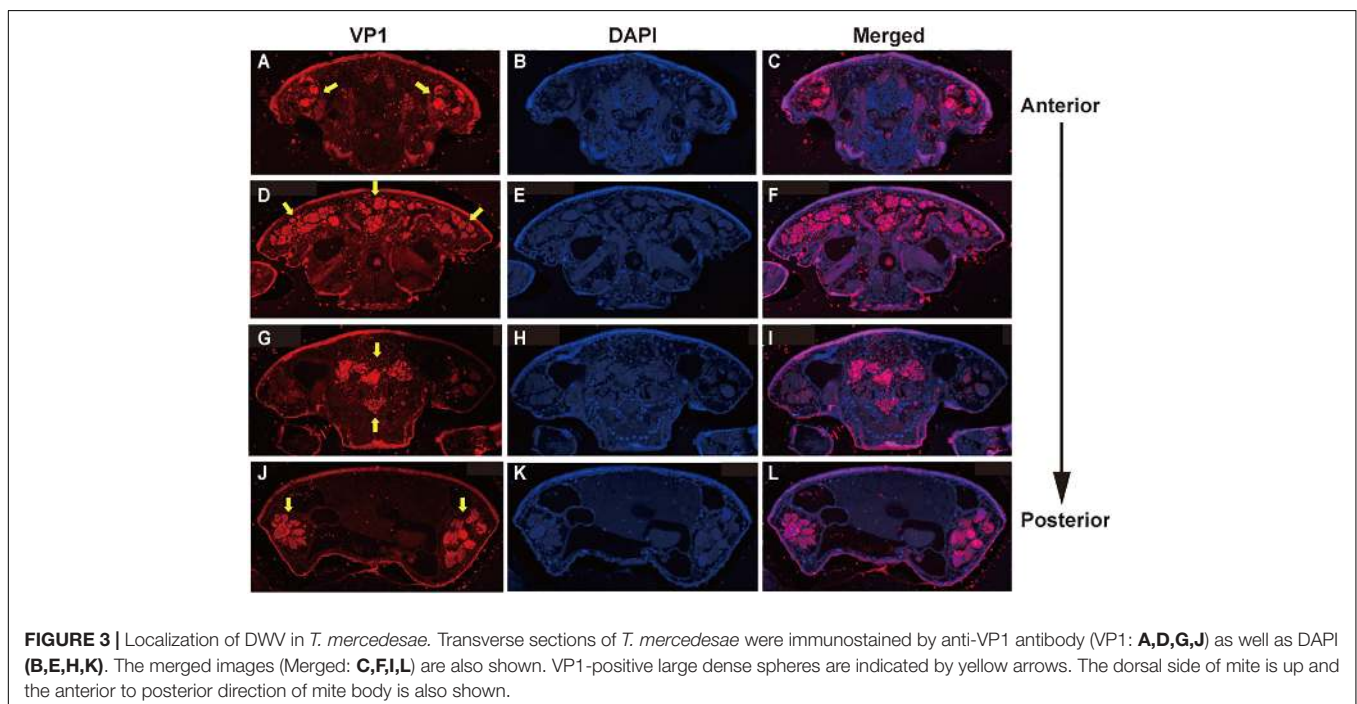 VP1 DAPI Merged
A B C
Anterior
D E F
G H I
J K L
Posterior
FIGURE 3 | Localization of DWV in T. mercedesae. Transverse sections of T. mercedesae were immunostained by anti-VP1 antibody (VP1: A,D,G,J) as well as DAPI
(B,E,H,K). The merged images (Merged: C,F,I,L) are also shown. VP1-positive large dense spheres are indicated by yellow arrows. The dorsal side of mite is up and
the anterior to posterior direction of mite body is also shown.